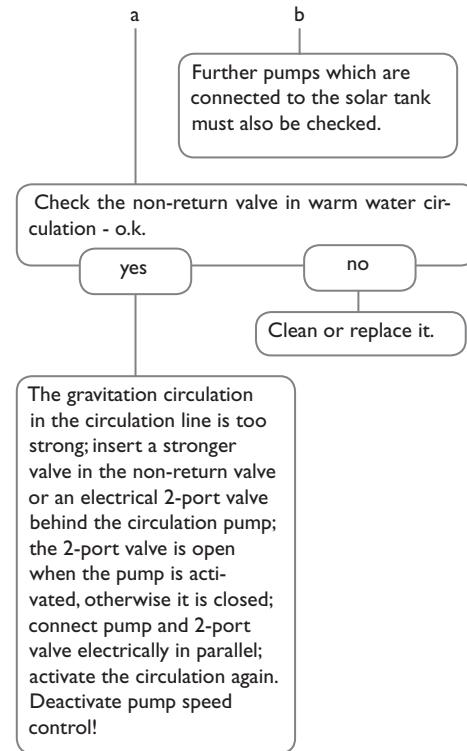 a
b
Further pumps which are
connected to the solar tank
must also be checked.
Check the non-return valve in warm water cir-
culation - o.k.
yes
no
Clean or replace it.
The gravitation circulation
in the circulation line is too
strong; insert a stronger
valve in the non-return valve
or an electrical 2-port valve
behind the circulation pump;
the 2-port valve is open
when the pump is acti-
vated, otherwise it is closed;
connect pump and 2-port
valve electrically in parallel;
activate the circulation again.
Deactivate pump speed
control!